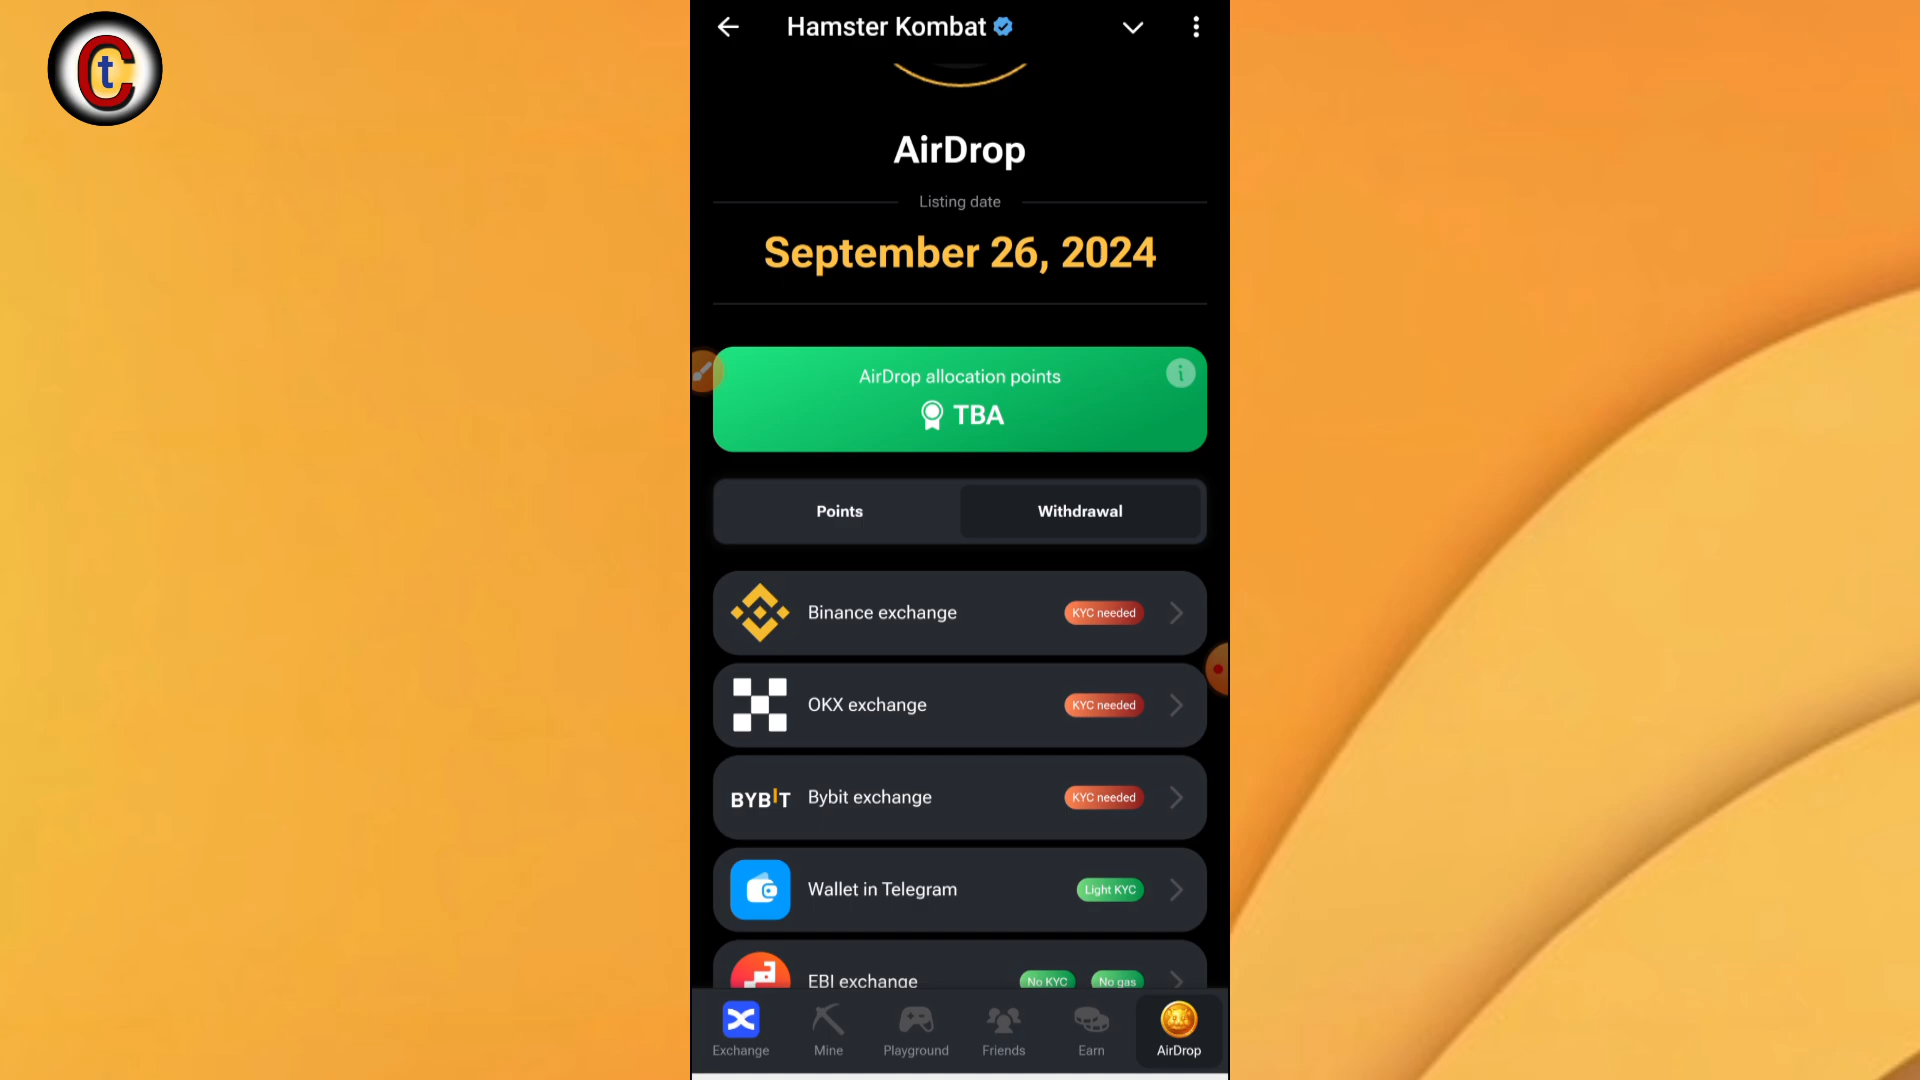 Ct
Hamster Kombat
AirDrop
Listing date
September 26, 2024
AirDrop allocation points
TBA
Points
Withdrawal
Binance exchange
KYC needed
OKX exchange
KYC needed
BYBIT
Bybit exchange
KYC needed
Wallet in Telegram
Light KYC
EBI exchange
No KYC
No gas
Exchange
Mine
Playground
Friends
Earn
AirDrop